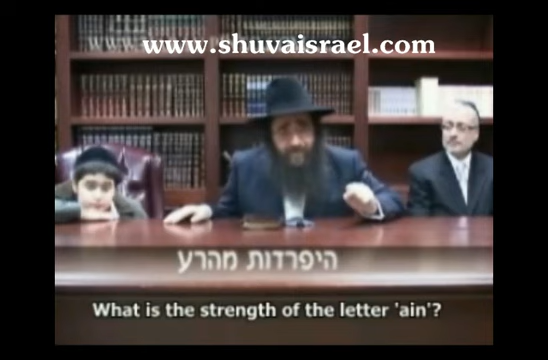 www.shuvaisrael.com
היפרדות מהרע
What is the strength of the letter 'ain'?